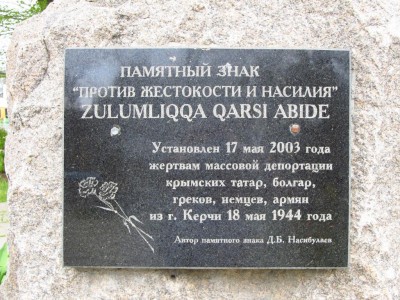 ПАМЯТНЫЙ ЗНАК
"ПРОТИВ ЖЕСТОКОСТИ И НАСИЛИЯ"
ZULUMLIQQA QARSI ABIDE
Установлен 17 мая 2003 года
жертвам массовой депортации
крымских татар, болгар,
греков, немцев, армян
из г. Керчи 18 мая 1944 года
Автор памятного знака Д.Б. Насибулаев